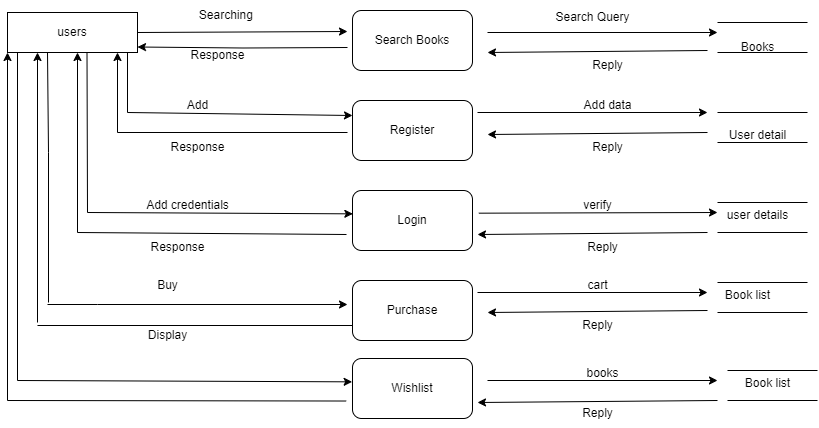 Searching
Search Query
users
Search Books
Books
Response
Reply
Add
Add data
Register
User detail
Response
Reply
Add credentials
verify
Login
user details
Response
Reply
Buy
cart
Purchase
Book list
Display
Reply
books
Wishlist
Book list
Reply